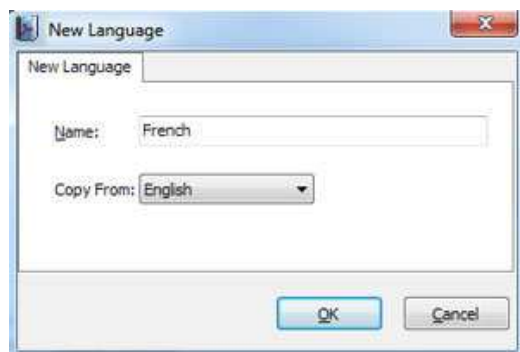 New Language
New Language
Name: French
Copy From: English
OK Cancel